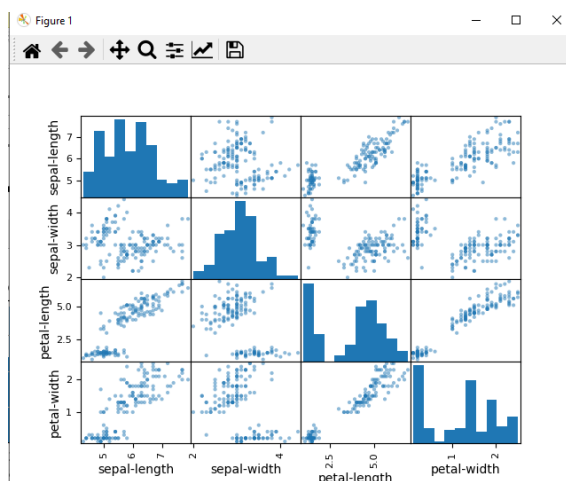 Figure 1
sepal-length
7
6
5
sepal-width
4
3
2
petal-length
5.0
2.5
petal-width
2
1
5
6
7
2
4
2.5
5.0
1
2
sepal-length
sepal-width
petal-length
petal-width